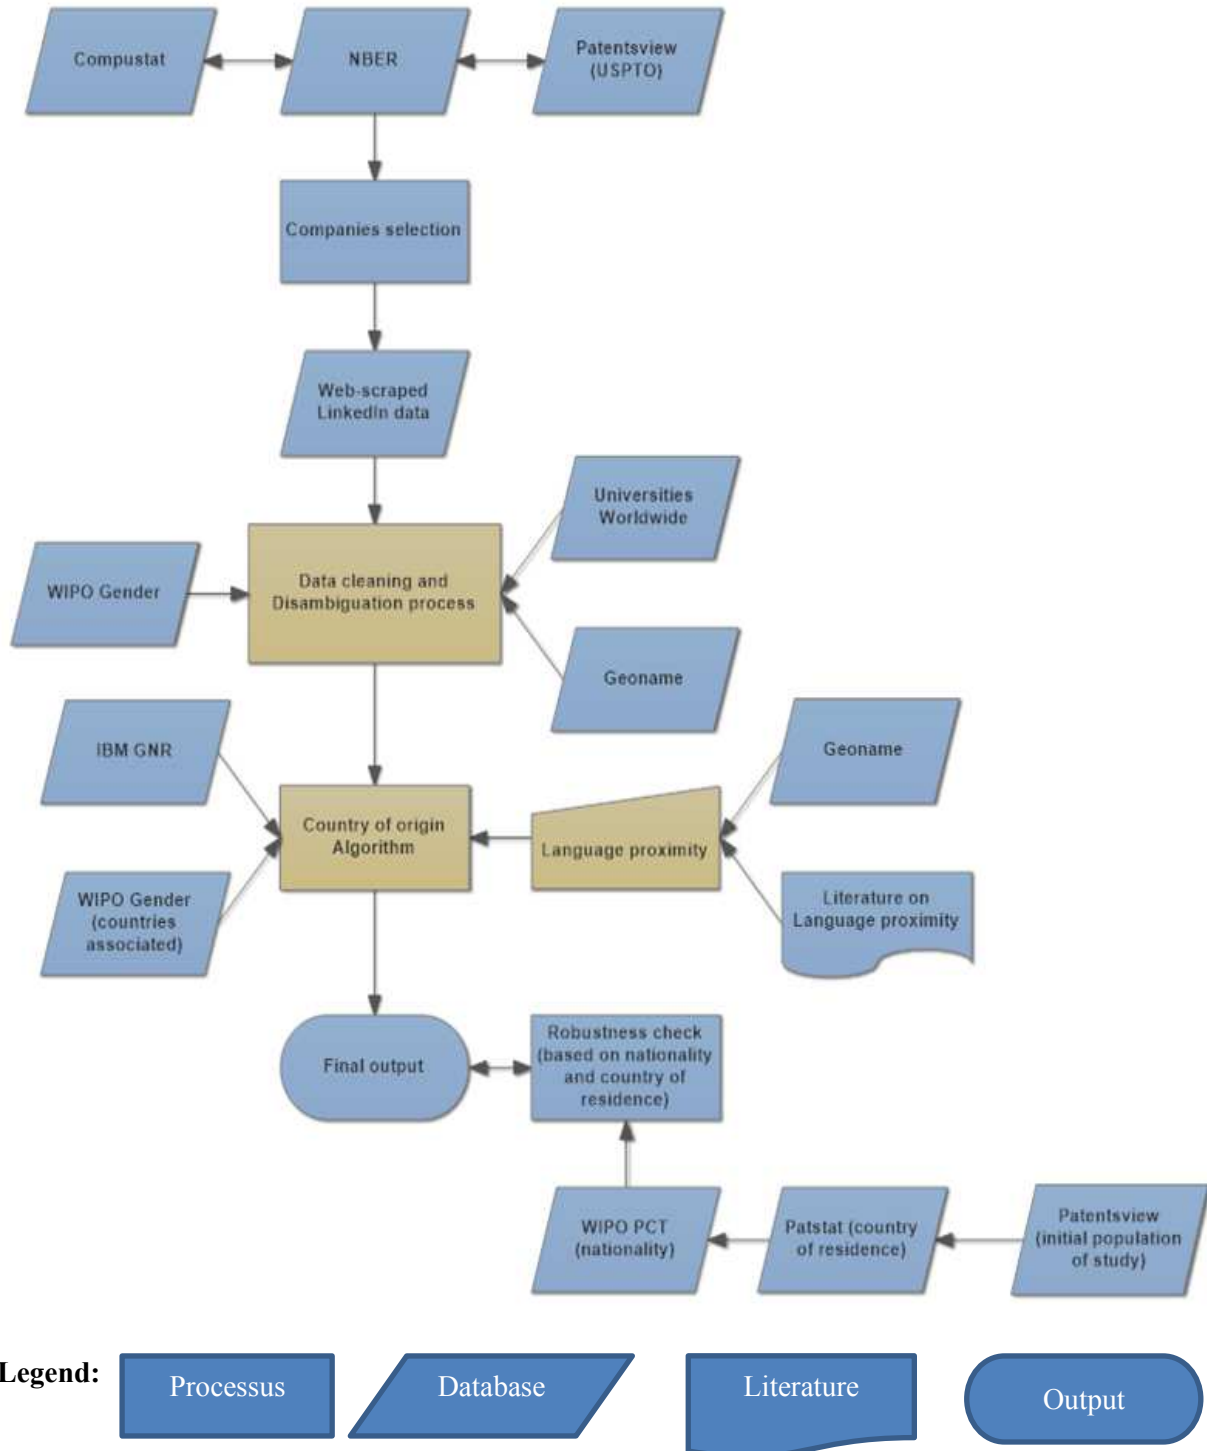 Compustat
NBER
Patentsview
(USPTO)
Companies selection
Web-scraped
LinkedIn data
Universities
Worldwide
WIPO Gender
Data cleaning and
Disambiguation process
Geoname
IBM GNR
Geoname
Country of origin
Algorithm
Language proximity
WIPO Gender
(countries
associated)
Literature on
Language proximity
Final output
Robustness check
(based on nationality
and country of
residence)
WIPO PCT
(nationality)
Patstat (country
of residence)
Patentsview
(initial population
of study)
Legend:
Processus
Database
Literature
Output